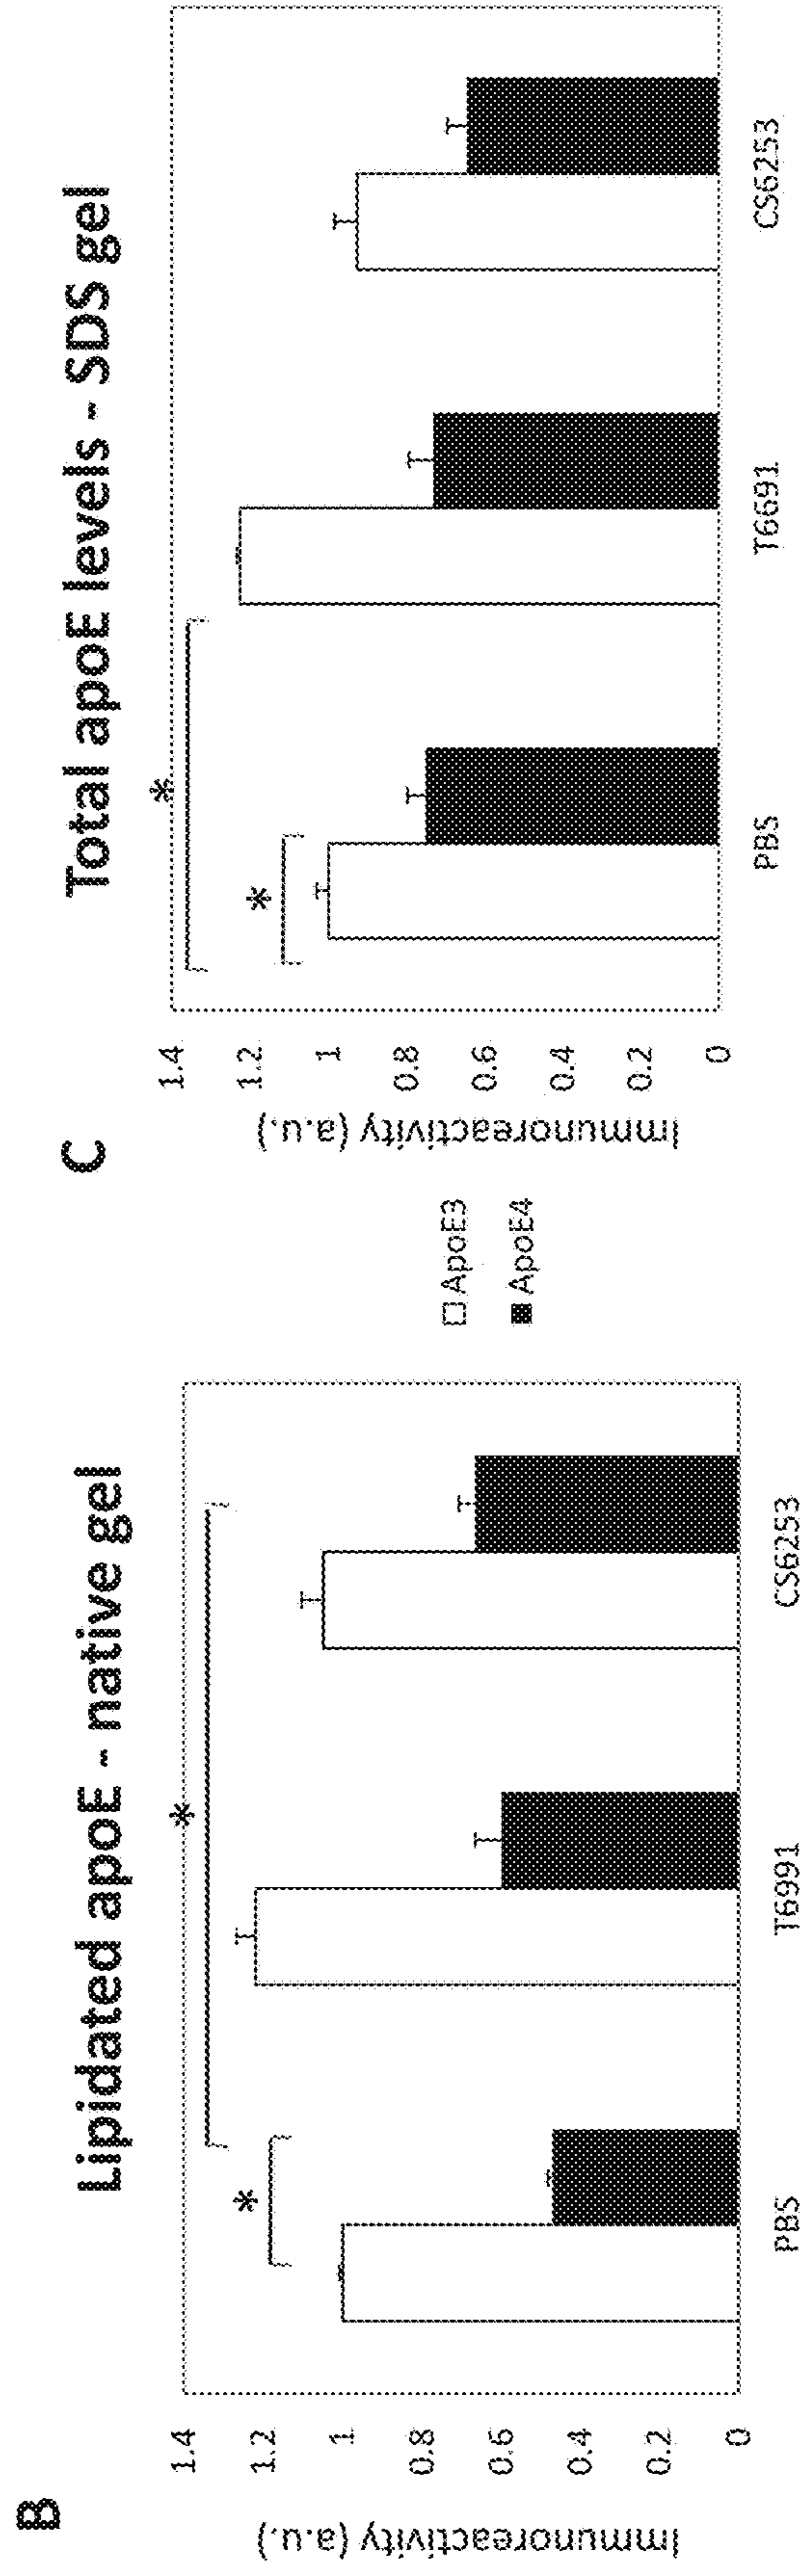 B
Lipidated apoE - native gel
*
*
Immunoreactivity (a.u.)
1.4
1.2
1
0.8
0.6
0.4
0.2
0
PBS
T6991
CS6253
ApoE3
ApoE4
C
Total apoE levels - SDS gel
*
*
Immunoreactivity (a.u.)
1.4
1.2
1
0.8
0.6
0.4
0.2
0
PBS
T6691
CS6253